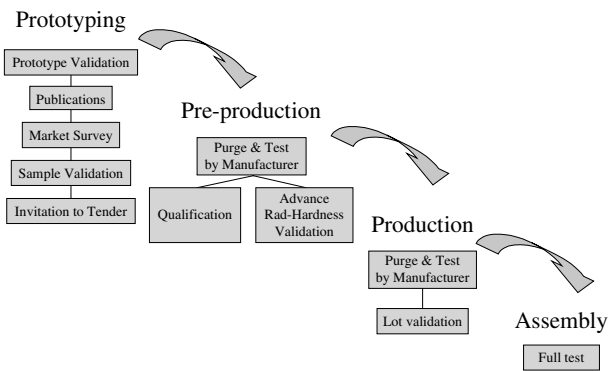 Prototyping
Prototype Validation
Publications
Market Survey
Sample Validation
Invitation to Tender
Pre-production
Purge & Test
by Manufacturer
Qualification
Advance
Rad-Hardness
Validation
Production
Purge & Test
by Manufacturer
Lot validation
Assembly
Full test